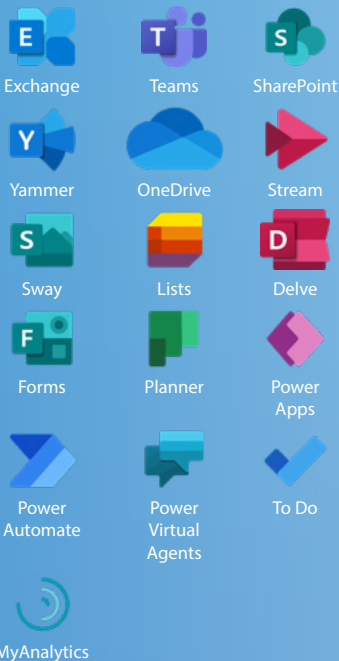 E
T
S
Exchange
Teams
SharePoint
Y
Yammer
OneDrive
Stream
S
D
Sway
Lists
Delve
F
Forms
Planner
Power
Apps
Power
Automate
Power
Virtual
Agents
To Do
MyAnalytics